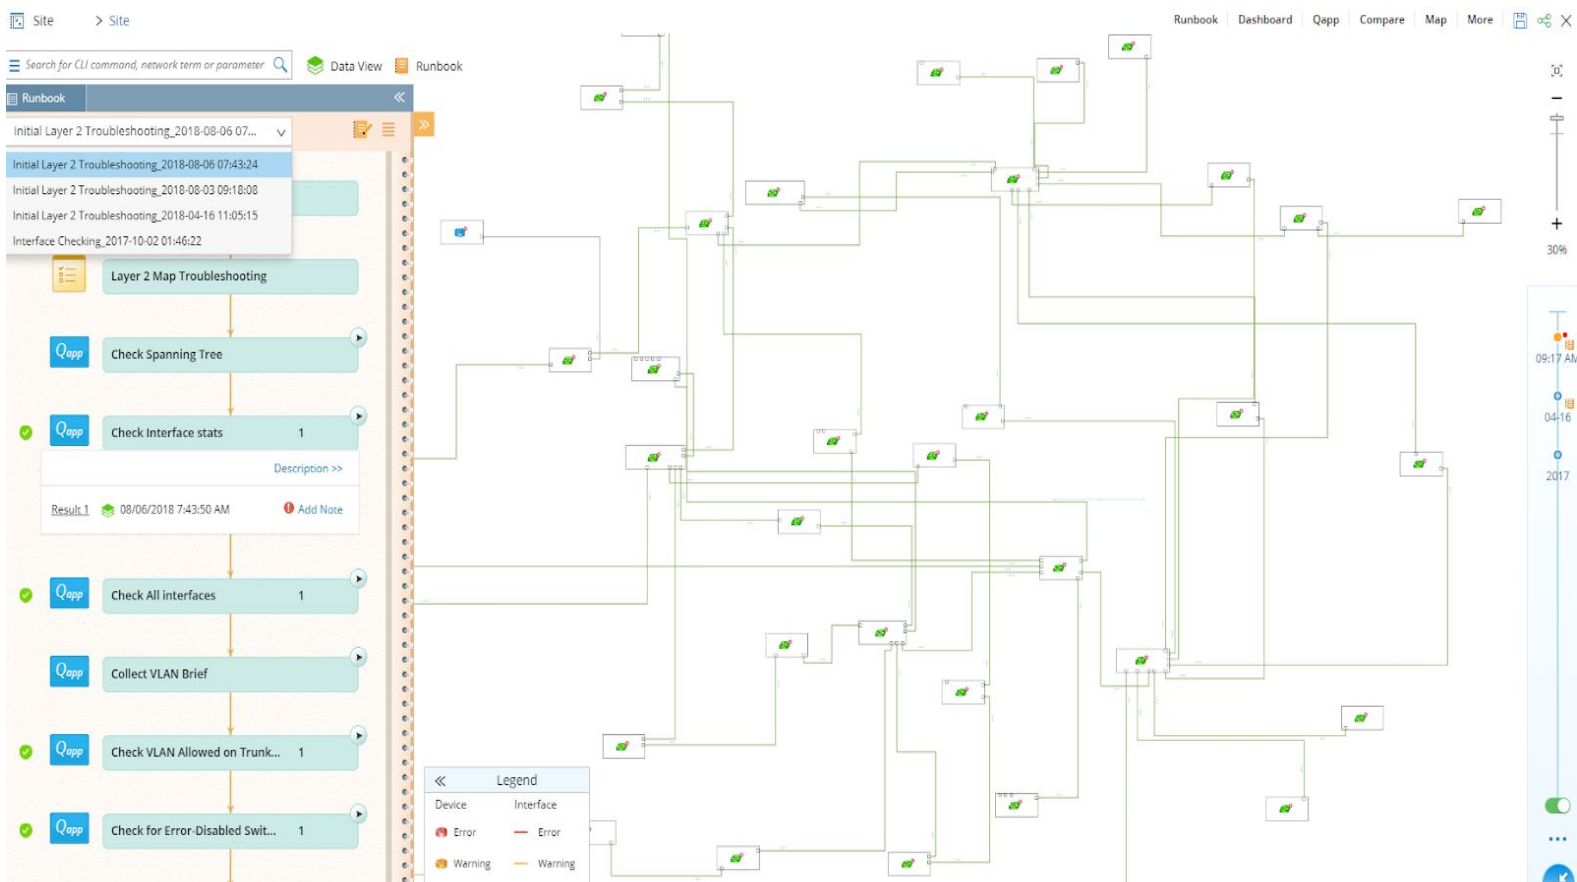 Site > Site
Runbook Dashboard Qapp Compare Map More
Search for CLI command, network term or parameter
Data View Runbook
Runbook
Initial Layer 2 Troubleshooting_2018-08-06 07...
Initial Layer 2 Troubleshooting_2018-08-06 07:43:24
Initial Layer 2 Troubleshooting_2018-08-03 09:18:08
Initial Layer 2 Troubleshooting_2018-04-16 11:05:15
Interface Checking_2017-10-02 01:46:22
Layer 2 Map Troubleshooting
Qapp Check Spanning Tree
Qapp Check Interface stats 1
Description >>
Result 1 08/06/2018 7:43:50 AM Add Note
Qapp Check All interfaces 1
Qapp Collect VLAN Brief
Qapp Check VLAN Allowed on Trunk... 1
Qapp Check for Error-Disabled Swit... 1
Legend
Device Interface
Error Error
Warning Warning
30%
09:17 AM
04-16
2017